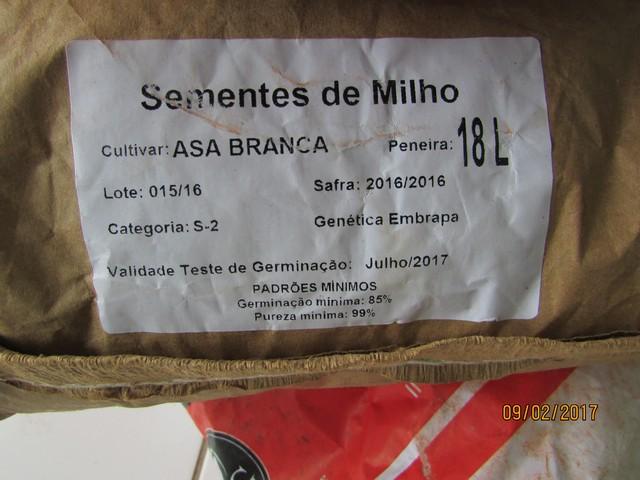 Sementes de Milho
Cultivar: ASA BRANCA Peneira: 18 L
Lote: 015/16 Safra: 2016/2016
Categoria: S-2 Genética Embrapa
Validade Teste de Germinação: Julho/2017
PADRÕES MÍNIMOS
Germinação mínima: 85%
Pureza mínima: 99%
09/02/2017